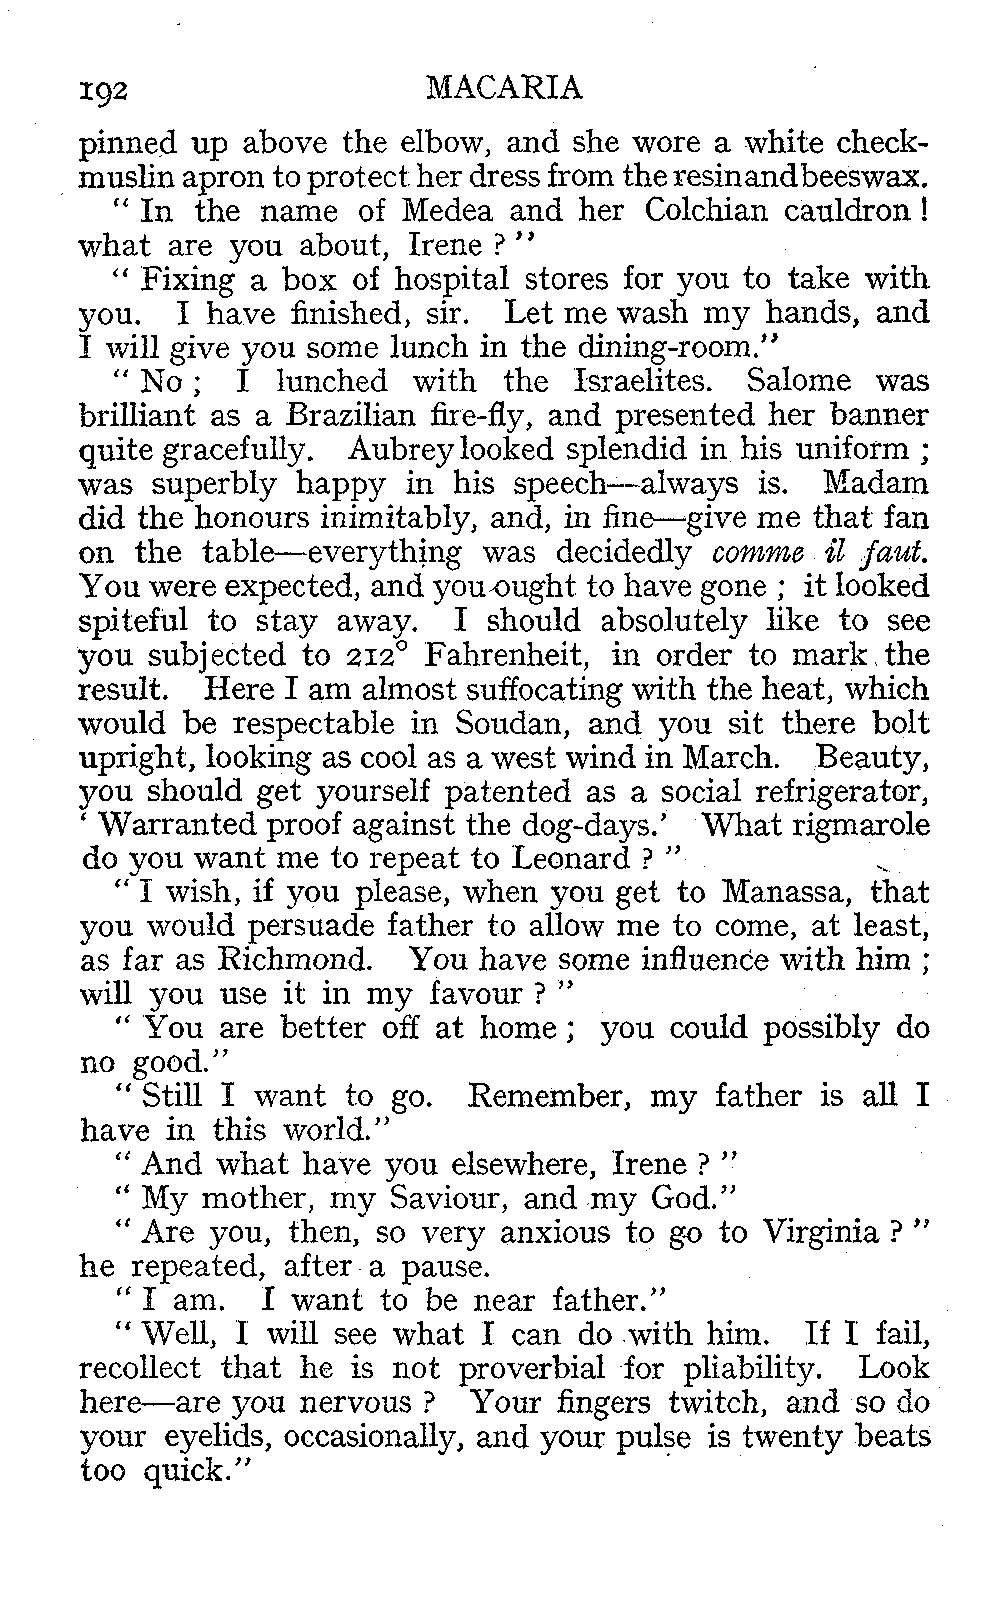 192 MACARIA
pinned up above the elbow, and she wore a white check-
muslin apron to protect her dress from the resin and beeswax.
“ In the name of Medea and her Colchian cauldron !
what are you about, Irene ? ”
“ Fixing a box of hospital stores for you to take with
you. I have finished, sir. Let me wash my hands, and
I will give you some lunch in the dining-room.”
“ No ; I lunched with the Israelites. Salome was
brilliant as a Brazilian fire-fly, and presented her banner
quite gracefully. Aubrey looked splendid in his uniform ;
was superbly happy in his speech—always is. Madam
did the honours inimitably, and, in fine—give me that fan
on the table—everything was decidedly comme il faut.
You were expected, and you ought to have gone ; it looked
spiteful to stay away. I should absolutely like to see
you subjected to 212° Fahrenheit, in order to mark the
result. Here I am almost suffocating with the heat, which
would be respectable in Soudan, and you sit there bolt
upright, looking as cool as a west wind in March. Beauty,
you should get yourself patented as a social refrigerator,
‘ Warranted proof against the dog-days.’ What rigmarole
do you want me to repeat to Leonard ? ”
“ I wish, if you please, when you get to Manassa, that
you would persuade father to allow me to come, at least,
as far as Richmond. You have some influence with him ;
will you use it in my favour ? ”
“ You are better off at home ; you could possibly do
no good.”
“ Still I want to go. Remember, my father is all I
have in this world.”
“ And what have you elsewhere, Irene ? ”
“ My mother, my Saviour, and my God.”
“ Are you, then, so very anxious to go to Virginia ? ”
he repeated, after a pause.
“ I am. I want to be near father.”
“ Well, I will see what I can do with him. If I fail,
recollect that he is not proverbial for pliability. Look
here—are you nervous ? Your fingers twitch, and so do
your eyelids, occasionally, and your pulse is twenty beats
too quick.”